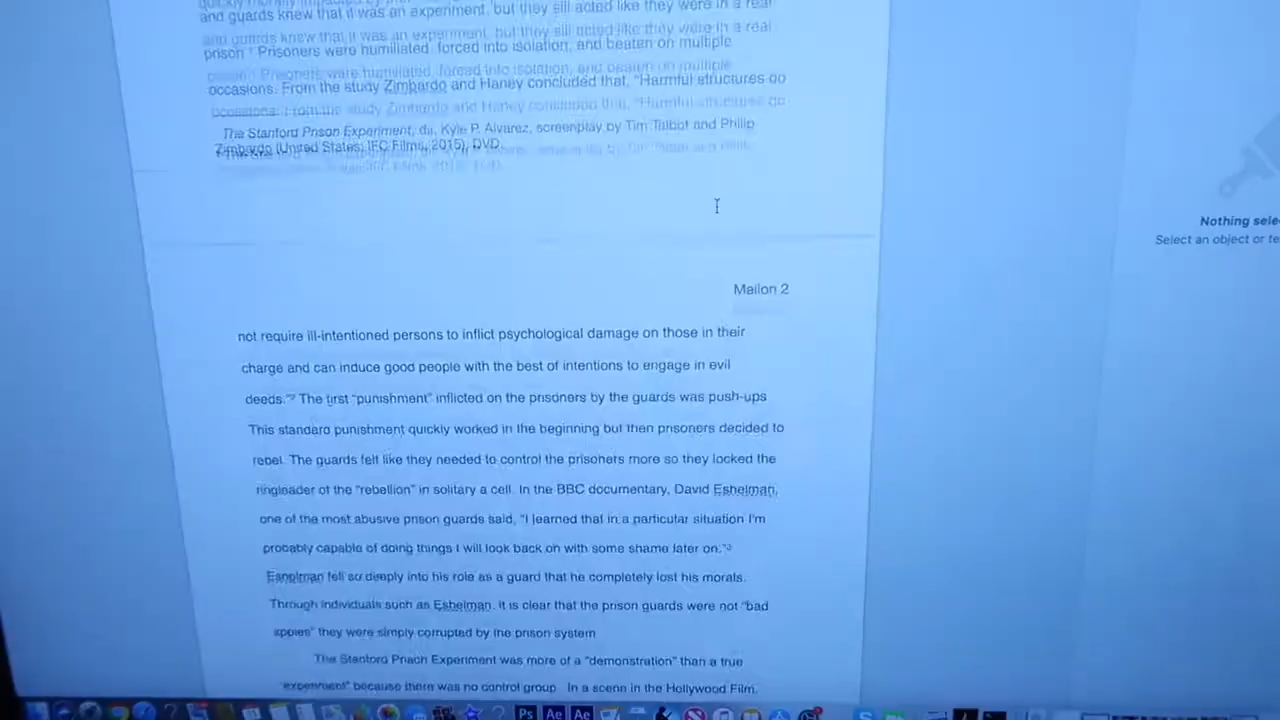 and guards knew that it was an experiment, but they still acted like they were in a real
prison Prisoners were humiliated, forced into isolation, and beaten on multiple
occasions. From the study Zimbardo and Haney concluded that, "Harmful structures do
The Stanford Prison Experiment, dir. Kyle P. Alvarez, screenplay by Tim Talbot and Philip
Zimbardo (United States: IFC Films, 2015), DVD.
Nothing sele
Select an object or te
Mailon 2
not require ill-intentioned persons to inflict psychological damage on those in their
charge and can induce good people with the best of intentions to engage in evil
deeds."² The first "punishment" inflicted on the prisoners by the guards was push-ups
This standard punishment quickly worked in the beginning but then prisoners decided to
rebel. The guards felt like they needed to control the prisoners more so they locked the
ringleader of the "rebellion" in solitary a cell. In the BBC documentary, David Eshelman,
one of the most abusive prison guards said, "I learned that in a particular situation I'm
probably capable of doing things I will look back on with some shame later on."³
Eshelman fell so deeply into his role as a guard that he completely lost his morals.
Through individuals such as Eshelman, it is clear that the prison guards were not "bad
apples" they were simply corrupted by the prison system
The Stanford Prison Experiment was more of a "demonstration" than a true
"experiment" because there was no control group. In a scene in the Hollywood Film,
Ps Ae Ae